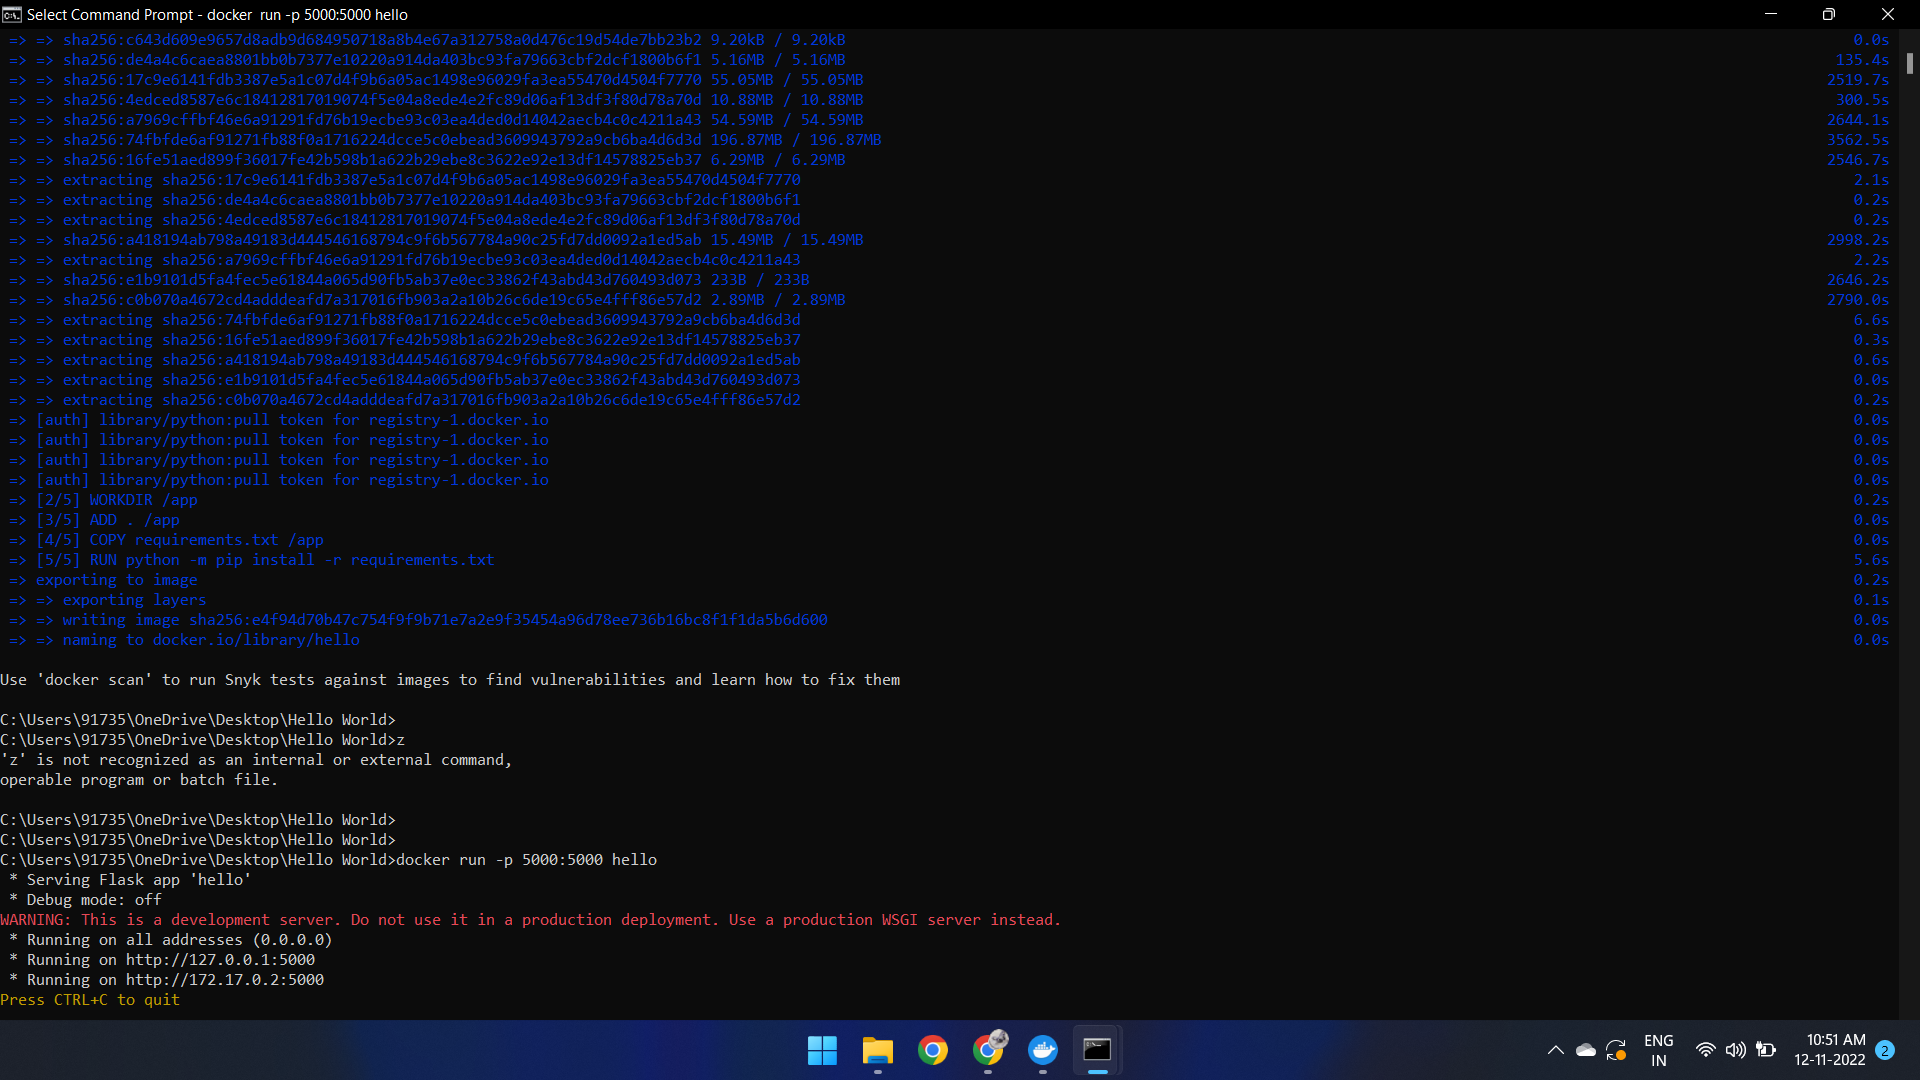 Select Command Prompt - docker  run -p 5000:5000 hello
=> => sha256:c643d609e9657d8adb9d684950718a8b4e67a312758a0d476c19d54de7bb23b2 9.20kB / 9.20kB 0.0s
=> => sha256:de4a4c6caea8801bb0b7377e10220a914da403bc93fa79663cbf2dcf1800b6f1 5.16MB / 5.16MB 135.4s
=> => sha256:17c9e6141fdb3387e5a1c07d4f9b6a05ac1498e96029fa3ea55470d4504f7770 55.05MB / 55.05MB 2519.7s
=> => sha256:4edced8587e6c18412817019074f5e04a8ede4e2fc89d06af13df3f80d78a70d 10.88MB / 10.88MB 300.5s
=> => sha256:a7969cffbf46e6a91291fd76b19ecbe93c03ea4ded0d14042aecb4c0c4211a43 54.59MB / 54.59MB 2644.1s
=> => sha256:74fbfde6af91271fb88f0a1716224dcce5c0ebead3609943792a9cb6ba4d6d3d 196.87MB / 196.87MB 3562.5s
=> => sha256:16fe51aed899f36017fe42b598b1a622b29ebe8c3622e92e13df14578825eb37 6.29MB / 6.29MB 2546.7s
=> => extracting sha256:17c9e6141fdb3387e5a1c07d4f9b6a05ac1498e96029fa3ea55470d4504f7770 2.1s
=> => extracting sha256:de4a4c6caea8801bb0b7377e10220a914da403bc93fa79663cbf2dcf1800b6f1 0.2s
=> => extracting sha256:4edced8587e6c18412817019074f5e04a8ede4e2fc89d06af13df3f80d78a70d 0.2s
=> => sha256:a418194ab798a49183d444546168794c9f6b567784a90c25fd7dd0092a1ed5ab 15.49MB / 15.49MB 2998.2s
=> => extracting sha256:a7969cffbf46e6a91291fd76b19ecbe93c03ea4ded0d14042aecb4c0c4211a43 2.2s
=> => sha256:e1b9101d5fa4fec5e61844a065d90fb5ab37e0ec33862f43abd43d760493d073 233B / 233B 2646.2s
=> => sha256:c0b070a4672cd4adddeafd7a317016fb903a2a10b26c6de19c65e4fff86e57d2 2.89MB / 2.89MB 2790.0s
=> => extracting sha256:74fbfde6af91271fb88f0a1716224dcce5c0ebead3609943792a9cb6ba4d6d3d 6.6s
=> => extracting sha256:16fe51aed899f36017fe42b598b1a622b29ebe8c3622e92e13df14578825eb37 0.3s
=> => extracting sha256:a418194ab798a49183d444546168794c9f6b567784a90c25fd7dd0092a1ed5ab 0.6s
=> => extracting sha256:e1b9101d5fa4fec5e61844a065d90fb5ab37e0ec33862f43abd43d760493d073 0.0s
=> => extracting sha256:c0b070a4672cd4adddeafd7a317016fb903a2a10b26c6de19c65e4fff86e57d2 0.2s
=> [auth] library/python:pull token for registry-1.docker.io 0.0s
=> [auth] library/python:pull token for registry-1.docker.io 0.0s
=> [auth] library/python:pull token for registry-1.docker.io 0.0s
=> [auth] library/python:pull token for registry-1.docker.io 0.0s
=> [2/5] WORKDIR /app 0.2s
=> [3/5] ADD . /app 0.0s
=> [4/5] COPY requirements.txt /app 0.0s
=> [5/5] RUN python -m pip install -r requirements.txt 5.6s
=> exporting to image 0.2s
=> => exporting layers 0.1s
=> => writing image sha256:e4f94d70b47c754f9f9b71e7a2e9f35454a96d78ee736b16bc8f1f1da5b6d600 0.0s
=> => naming to docker.io/library/hello 0.0s
Use 'docker scan' to run Snyk tests against images to find vulnerabilities and learn how to fix them
C:\Users\91735\OneDrive\Desktop\Hello World>
C:\Users\91735\OneDrive\Desktop\Hello World>z
'z' is not recognized as an internal or external command,
operable program or batch file.
C:\Users\91735\OneDrive\Desktop\Hello World>
C:\Users\91735\OneDrive\Desktop\Hello World>
C:\Users\91735\OneDrive\Desktop\Hello World>docker run -p 5000:5000 hello
* Serving Flask app 'hello'
* Debug mode: off
WARNING: This is a development server. Do not use it in a production deployment. Use a production WSGI server instead.
* Running on all addresses (0.0.0.0)
* Running on http://127.0.0.1:5000
* Running on http://172.17.0.2:5000
Press CTRL+C to quit
ENG
IN
10:51 AM
12-11-2022
2